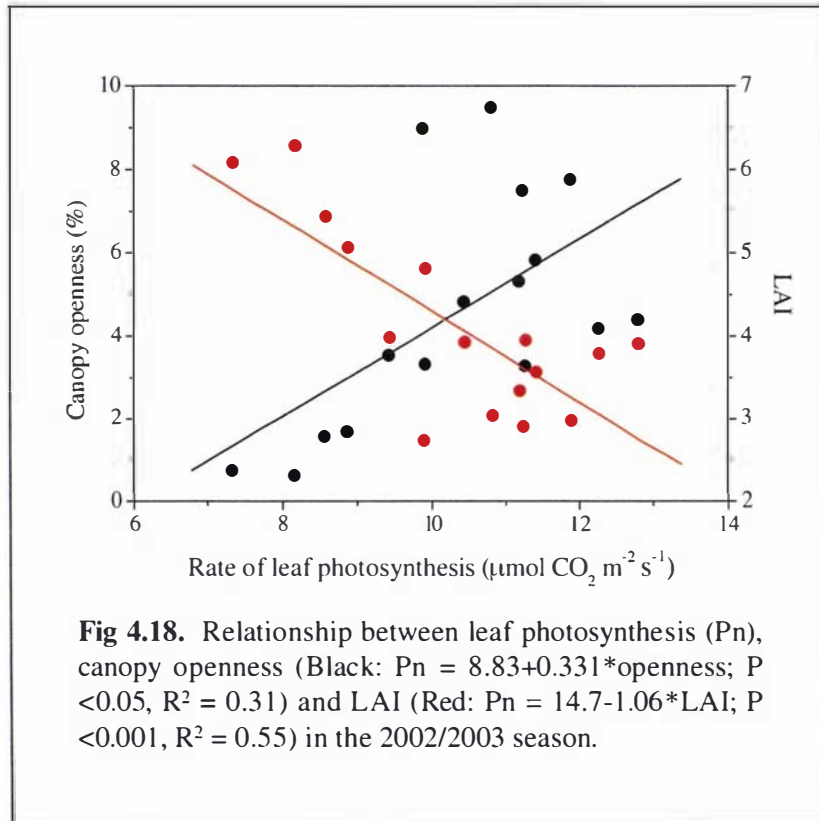 10
8
6
4
2
0
Canopy openness (%)
7
6
5
4
3
2
LAI
6
8
10
12
14
Rate of leaf photosynthesis (μmol CO₂ m⁻² s⁻¹)
Fig 4.18. Relationship between leaf photosynthesis (Pn),
canopy openness (Black: Pn = 8.83+0.331*openness; P
<0.05, R² = 0.31) and LAI (Red: Pn = 14.7-1.06*LAI; P
<0.001, R² = 0.55) in the 2002/2003 season.